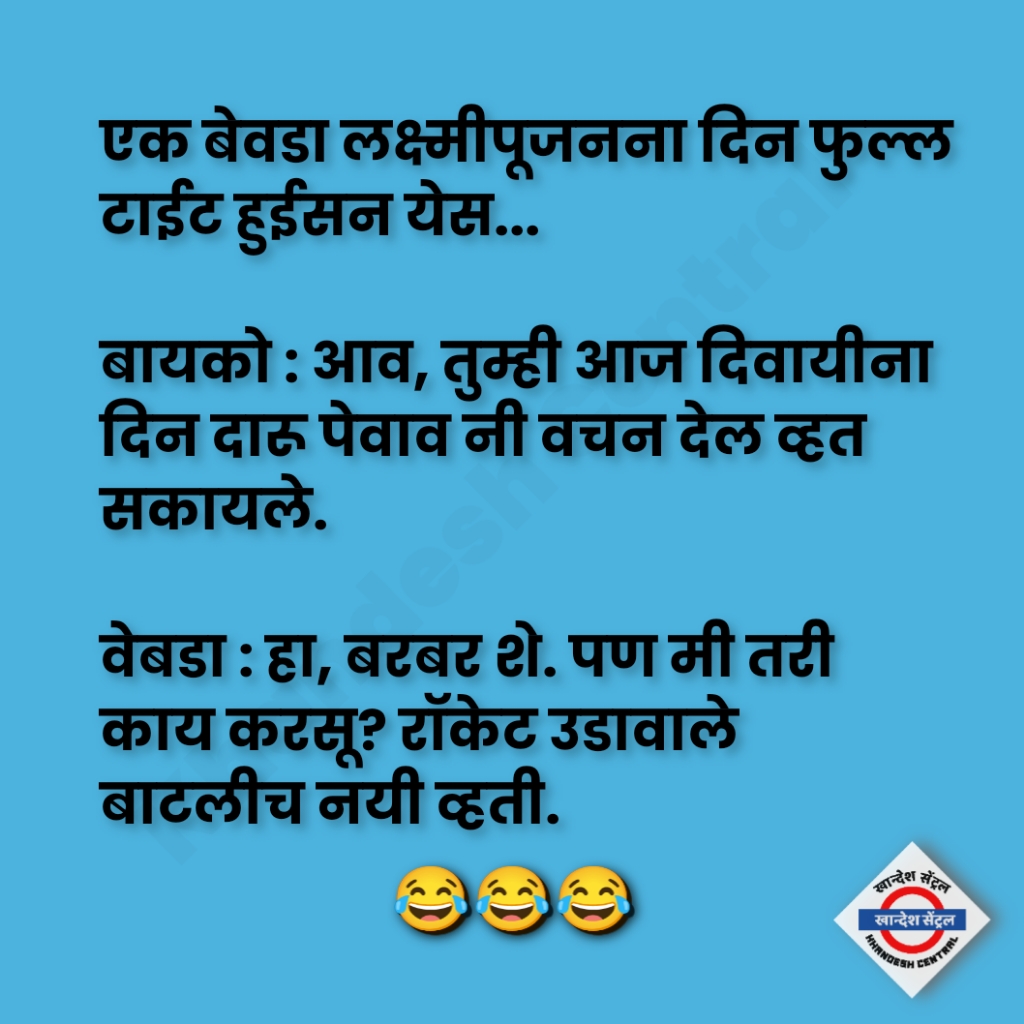 एक बेवडा लक्ष्मीपूजनना दिन फुल्ल
टाईट हुईसन येस...
बायको : आव, तुम्ही आज दिवायीना
दिन दारू पेवाव नी वचन देल व्हत
सकायले.
वेबडा : हा, बरबर शे. पण मी तरी
काय करसू? रॉकेट उडावाले
बाटलीच नयी व्हती.
😂😂😂
खान्देश सेंट्रल
खान्देश सेंट्रल
KHANDESH CENTRAL